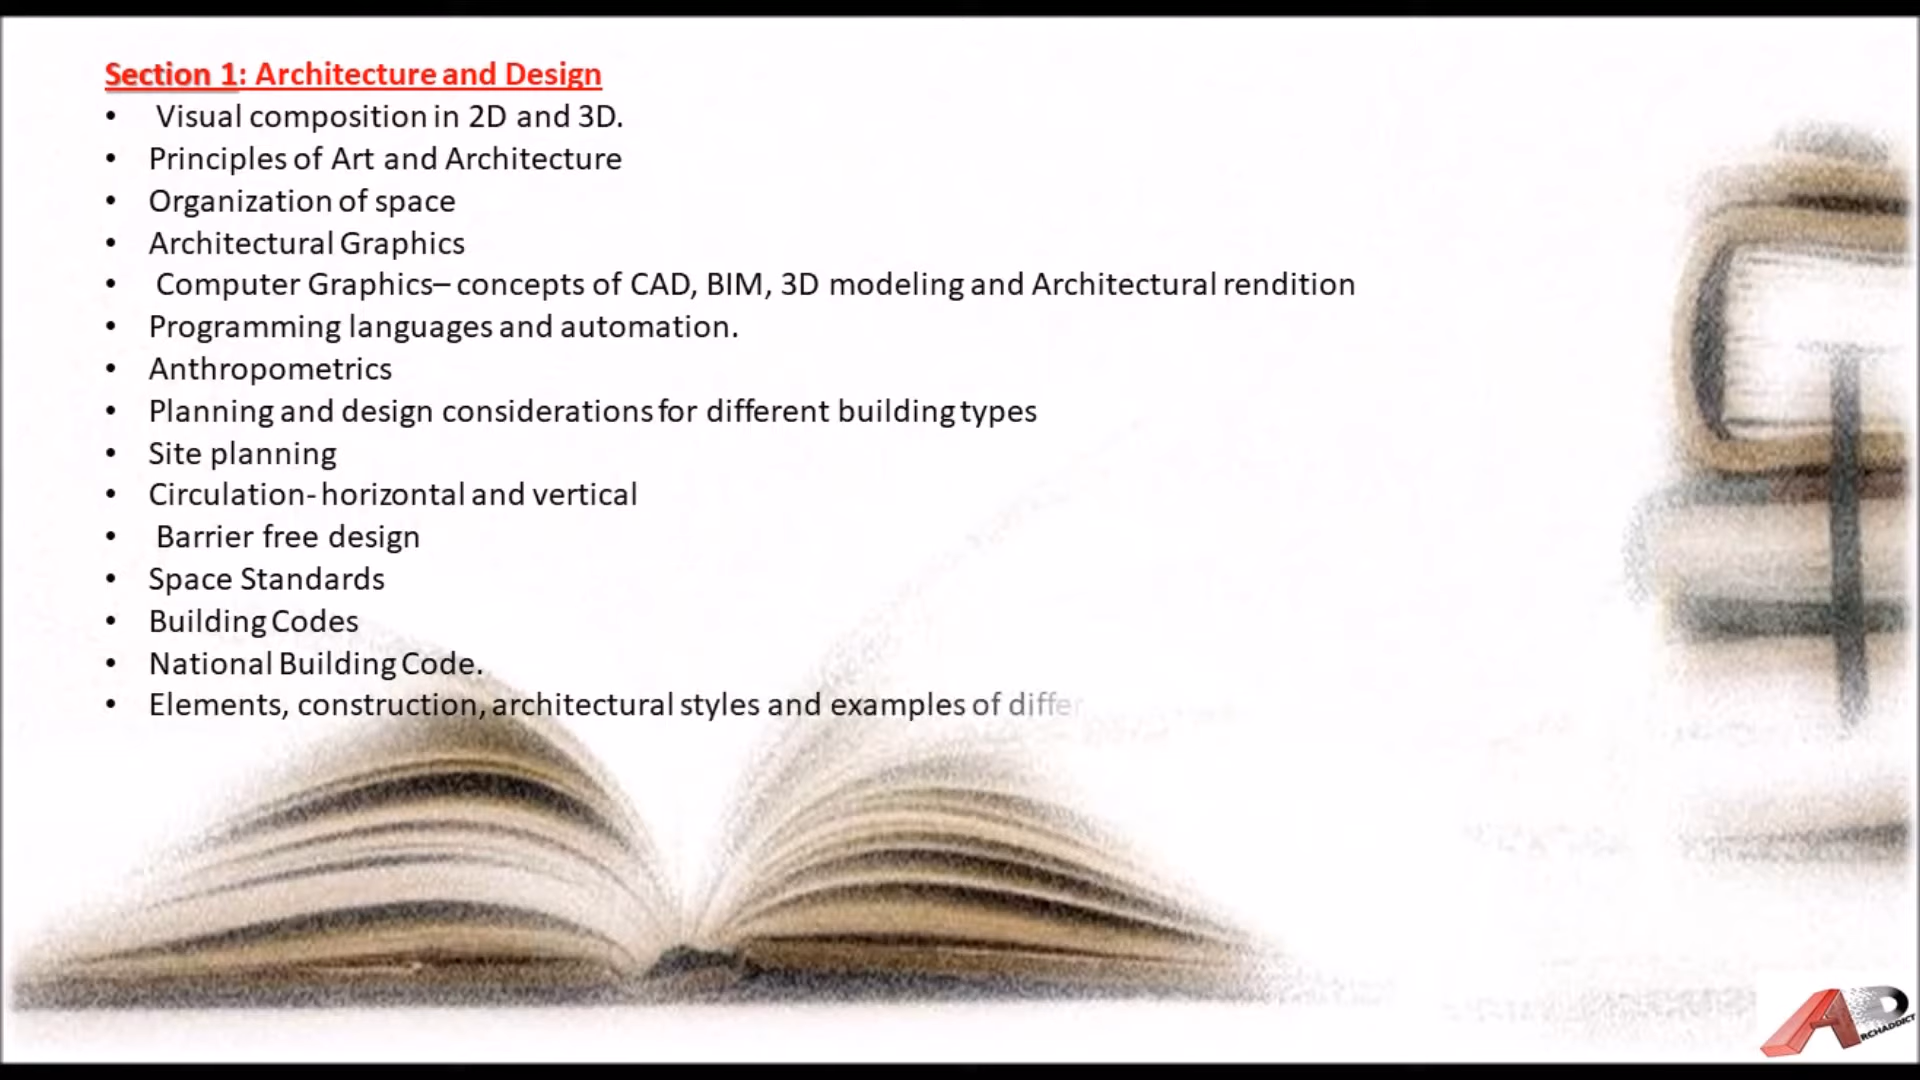 Section 1: Architecture and Design
• Visual composition in 2D and 3D.
• Principles of Art and Architecture
• Organization of space
• Architectural Graphics
• Computer Graphics– concepts of CAD, BIM, 3D modeling and Architectural rendition
• Programming languages and automation.
• Anthropometrics
• Planning and design considerations for different building types
• Site planning
• Circulation- horizontal and vertical
• Barrier free design
• Space Standards
• Building Codes
• National Building Code.
• Elements, construction, architectural styles and examples of differ
AD
RCHADDICT